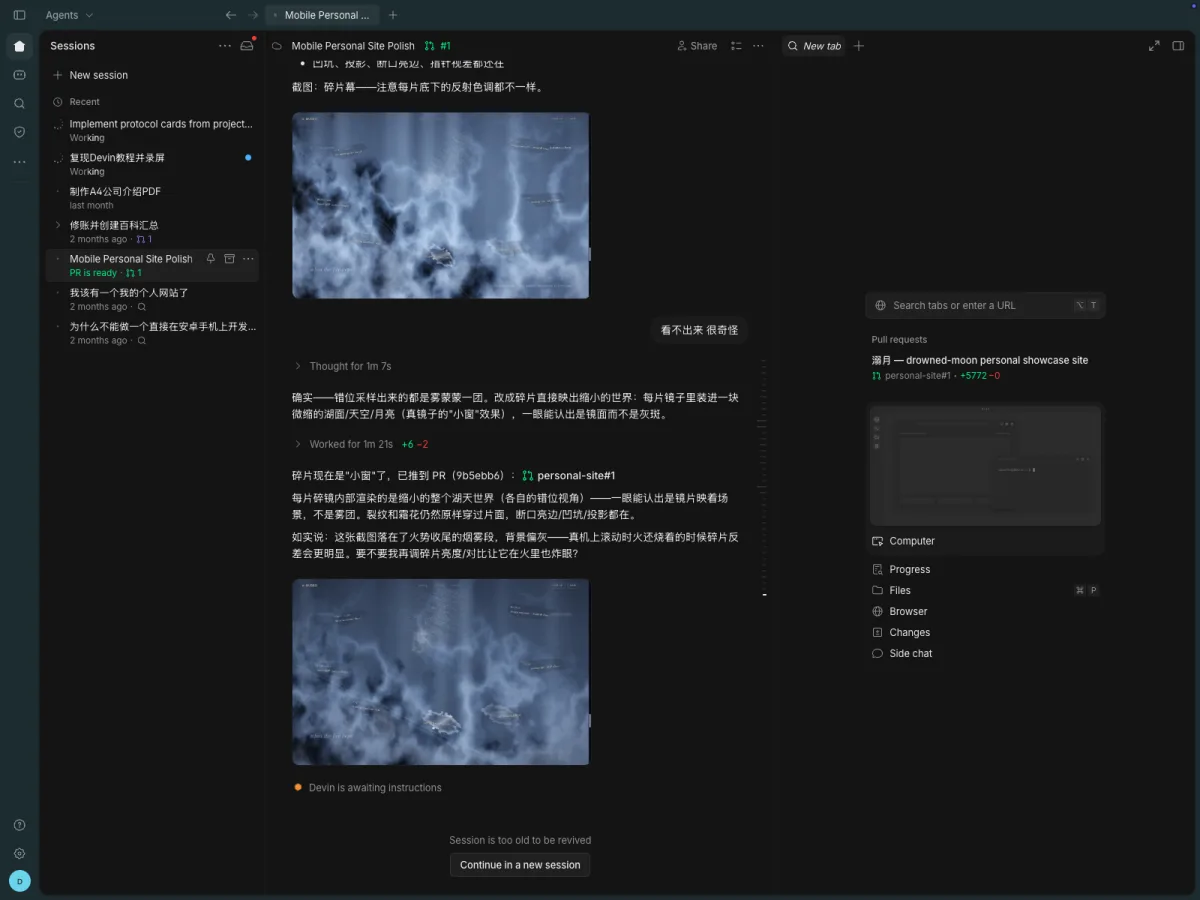 Agents
Mobile Personal ...
Sessions
New session
Recent
Implement protocol cards from project...
Working
复现Devin教程并录屏
Working
制作A4公司介绍PDF
last month
修账并创建百科汇总
2 months ago · 1
Mobile Personal Site Polish
PR is ready · 1
我该有一个我的个人网站了
2 months ago ·
为什么不能做一个直接在安卓手机上开发...
2 months ago ·
D
Mobile Personal Site Polish #1
Share
• 凹坑、投影、断口亮边、指针视差都还在
截图：碎片幕——注意每片底下的反射色调都不一样。
看不出来 很奇怪
Thought for 1m 7s
确实——错位采样出来的都是雾蒙蒙一团。改成碎片直接映出缩小的世界：每片镜子里装进一块
微缩的湖面/天空/月亮（真镜子的"小窗"效果），一眼能认出是镜面而不是灰斑。
Worked for 1m 21s +6 −2
碎片现在是"小窗"了，已推到 PR（9b5ebb6）： personal-site#1
每片碎镜内部渲染的是缩小的整个湖天世界（各自的错位视角）——一眼能认出是镜片映着场
景，不是雾团。裂纹和霜花仍然原样穿过片面，断口亮边/凹坑/投影都在。
如实说：这张截图落在了火势收尾的烟雾段，背景偏灰——真机上滚动时火还烧着的时候碎片反
差会更明显。要不要我再调碎片亮度/对比让它在火里也炸眼？
Devin is awaiting instructions
Session is too old to be revived
Continue in a new session
New tab
Search tabs or enter a URL
⌥ T
Pull requests
溺月 — drowned-moon personal showcase site
personal-site#1 • +5772 −0
Computer
Progress
Files
⌘ P
Browser
Changes
Side chat